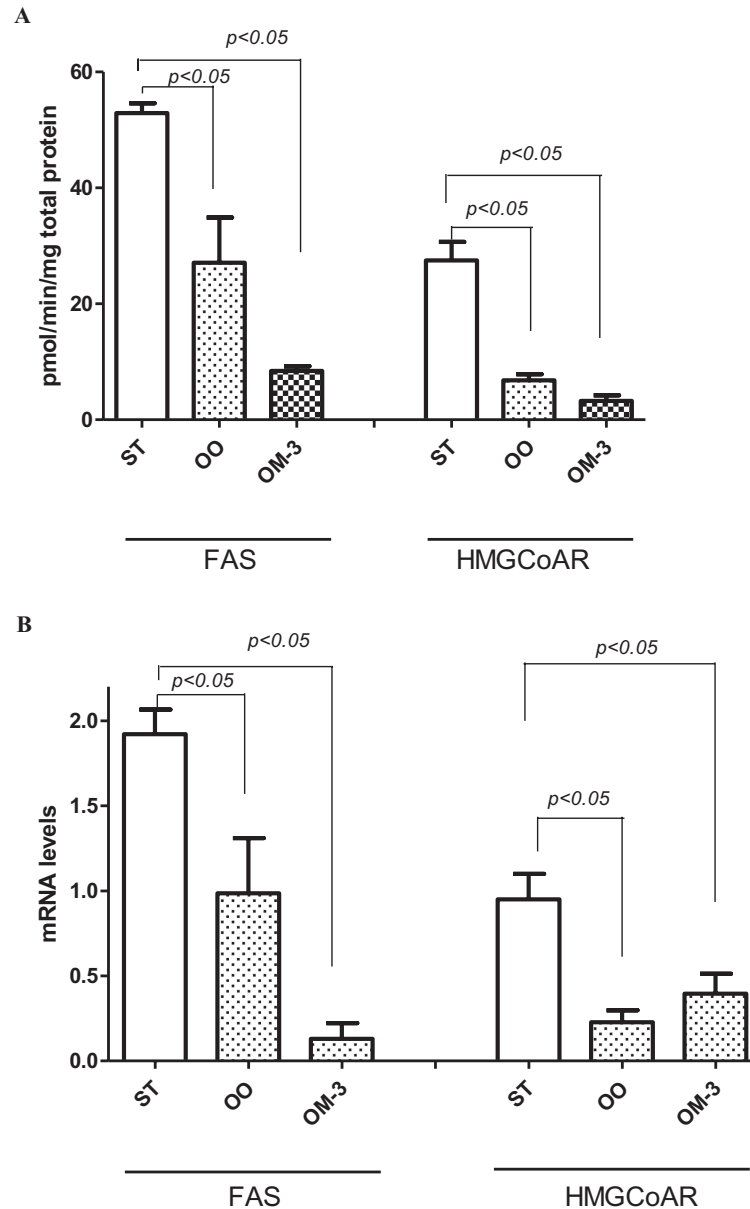 A
p<0.05
p<0.05
60
40
20
0
p<0.05
p<0.05
pmol/min/mg total protein
ST OO OM-3 ST OO OM-3
FAS HMGCoAR
B
p<0.05
p<0.05
p<0.05
p<0.05
2.0
1.5
1.0
0.5
0.0
mRNA levels
ST OO OM-3 ST OO OM-3
FAS HMGCoAR